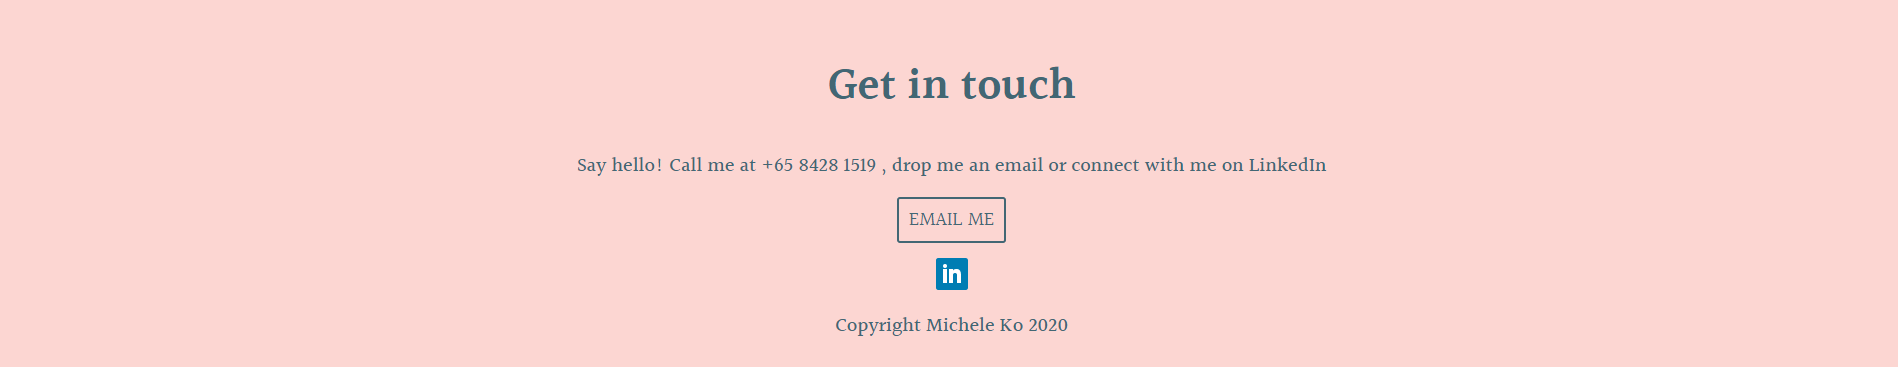 Get in touch
Say hello! Call me at +65 8428 1519 , drop me an email or connect with me on LinkedIn
EMAIL ME
in
Copyright Michele Ko 2020